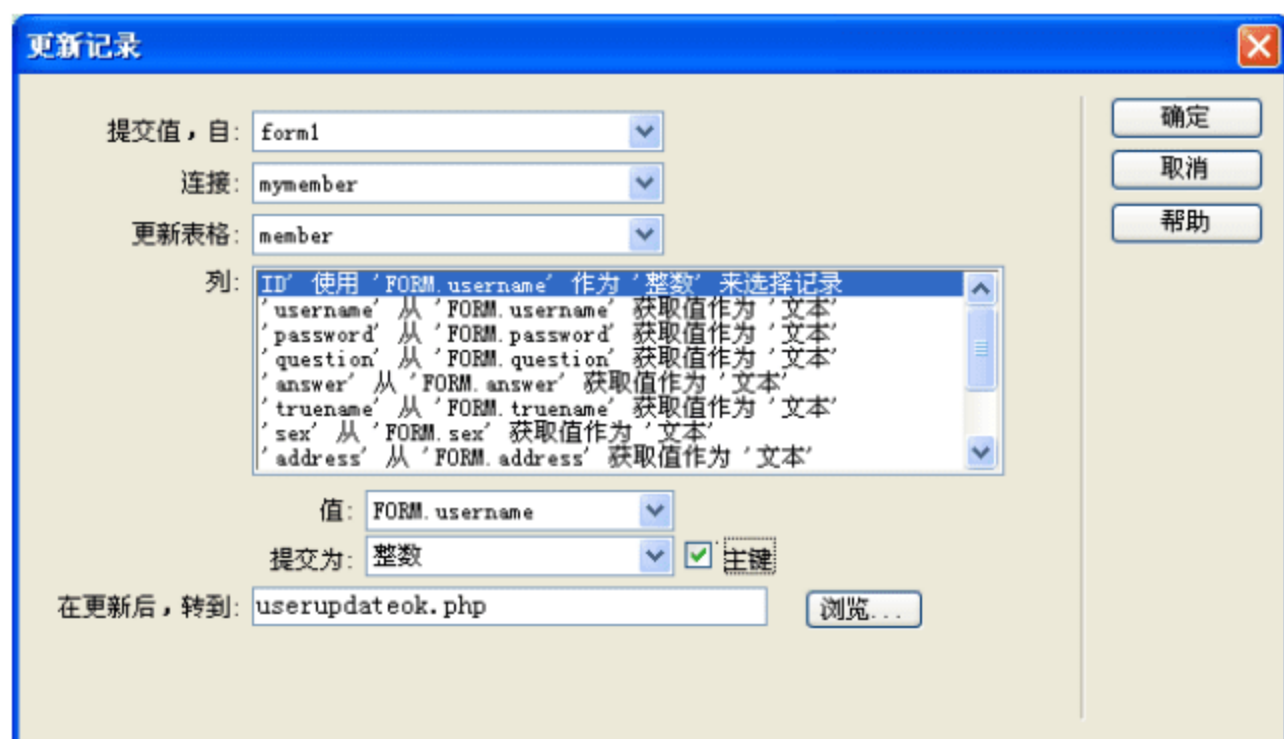 更新记录
提交值，自: form1
确定
连接: mymember
取消
更新表格: member
帮助
列: ID' 使用 'FORM.username' 作为 '整数' 来选择记录
'username' 从 'FORM.username' 获取值作为 '文本'
'password' 从 'FORM.password' 获取值作为 '文本'
'question' 从 'FORM.question' 获取值作为 '文本'
'answer' 从 'FORM.answer' 获取值作为 '文本'
'truename' 从 'FORM.truename' 获取值作为 '文本'
'sex' 从 'FORM.sex' 获取值作为 '文本'
'address' 从 'FORM.address' 获取值作为 '文本'
值: FORM.username
提交为: 整数 主键
在更新后，转到: userupdateok.php 浏览...